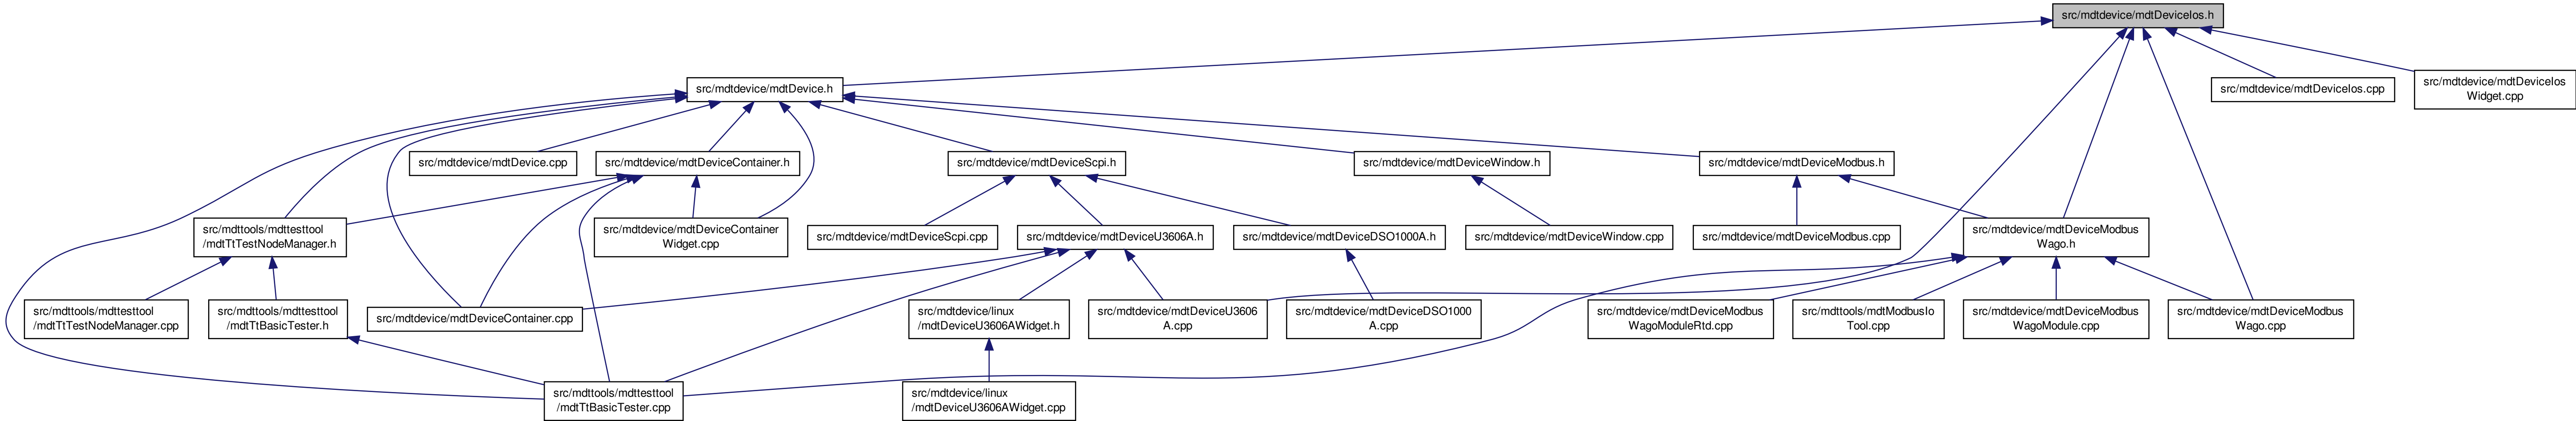 src/mdtdevice/mdtDeviceIos.h
src/mdtdevice/mdtDevice.h
src/mdtdevice/mdtDeviceIos.cpp
src/mdtdevice/mdtDeviceIos
Widget.cpp
src/mdtdevice/mdtDevice.cpp
src/mdtdevice/mdtDeviceContainer.h
src/mdtdevice/mdtDeviceScpi.h
src/mdtdevice/mdtDeviceWindow.h
src/mdtdevice/mdtDeviceModbus.h
src/mdttools/mdttesttool
/mdtTtTestNodeManager.h
src/mdtdevice/mdtDeviceContainer
Widget.cpp
src/mdtdevice/mdtDeviceScpi.cpp
src/mdtdevice/mdtDeviceU3606A.h
src/mdtdevice/mdtDeviceDSO1000A.h
src/mdtdevice/mdtDeviceWindow.cpp
src/mdtdevice/mdtDeviceModbus.cpp
src/mdtdevice/mdtDeviceModbus
Wago.h
src/mdttools/mdttesttool
/mdtTtTestNodeManager.cpp
src/mdttools/mdttesttool
/mdtTtBasicTester.h
src/mdtdevice/mdtDeviceContainer.cpp
src/mdtdevice/linux
/mdtDeviceU3606AWidget.h
src/mdtdevice/mdtDeviceU3606
A.cpp
src/mdtdevice/mdtDeviceDSO1000
A.cpp
src/mdtdevice/mdtDeviceModbus
WagoModuleRtd.cpp
src/mdttools/mdtModbusIo
Tool.cpp
src/mdtdevice/mdtDeviceModbus
WagoModule.cpp
src/mdtdevice/mdtDeviceModbus
Wago.cpp
src/mdttools/mdttesttool
/mdtTtBasicTester.cpp
src/mdtdevice/linux
/mdtDeviceU3606AWidget.cpp